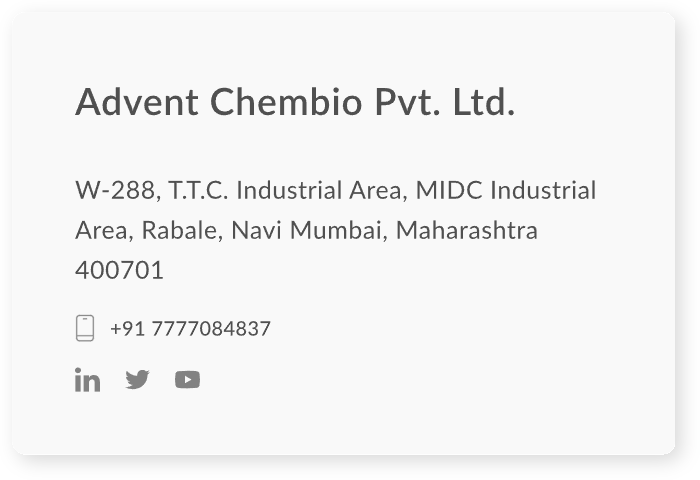 Advent Chembio Pvt. Ltd.
W-288, T.T.C. Industrial Area, MIDC Industrial
Area, Rabale, Navi Mumbai, Maharashtra
400701
+91 7777084837
in